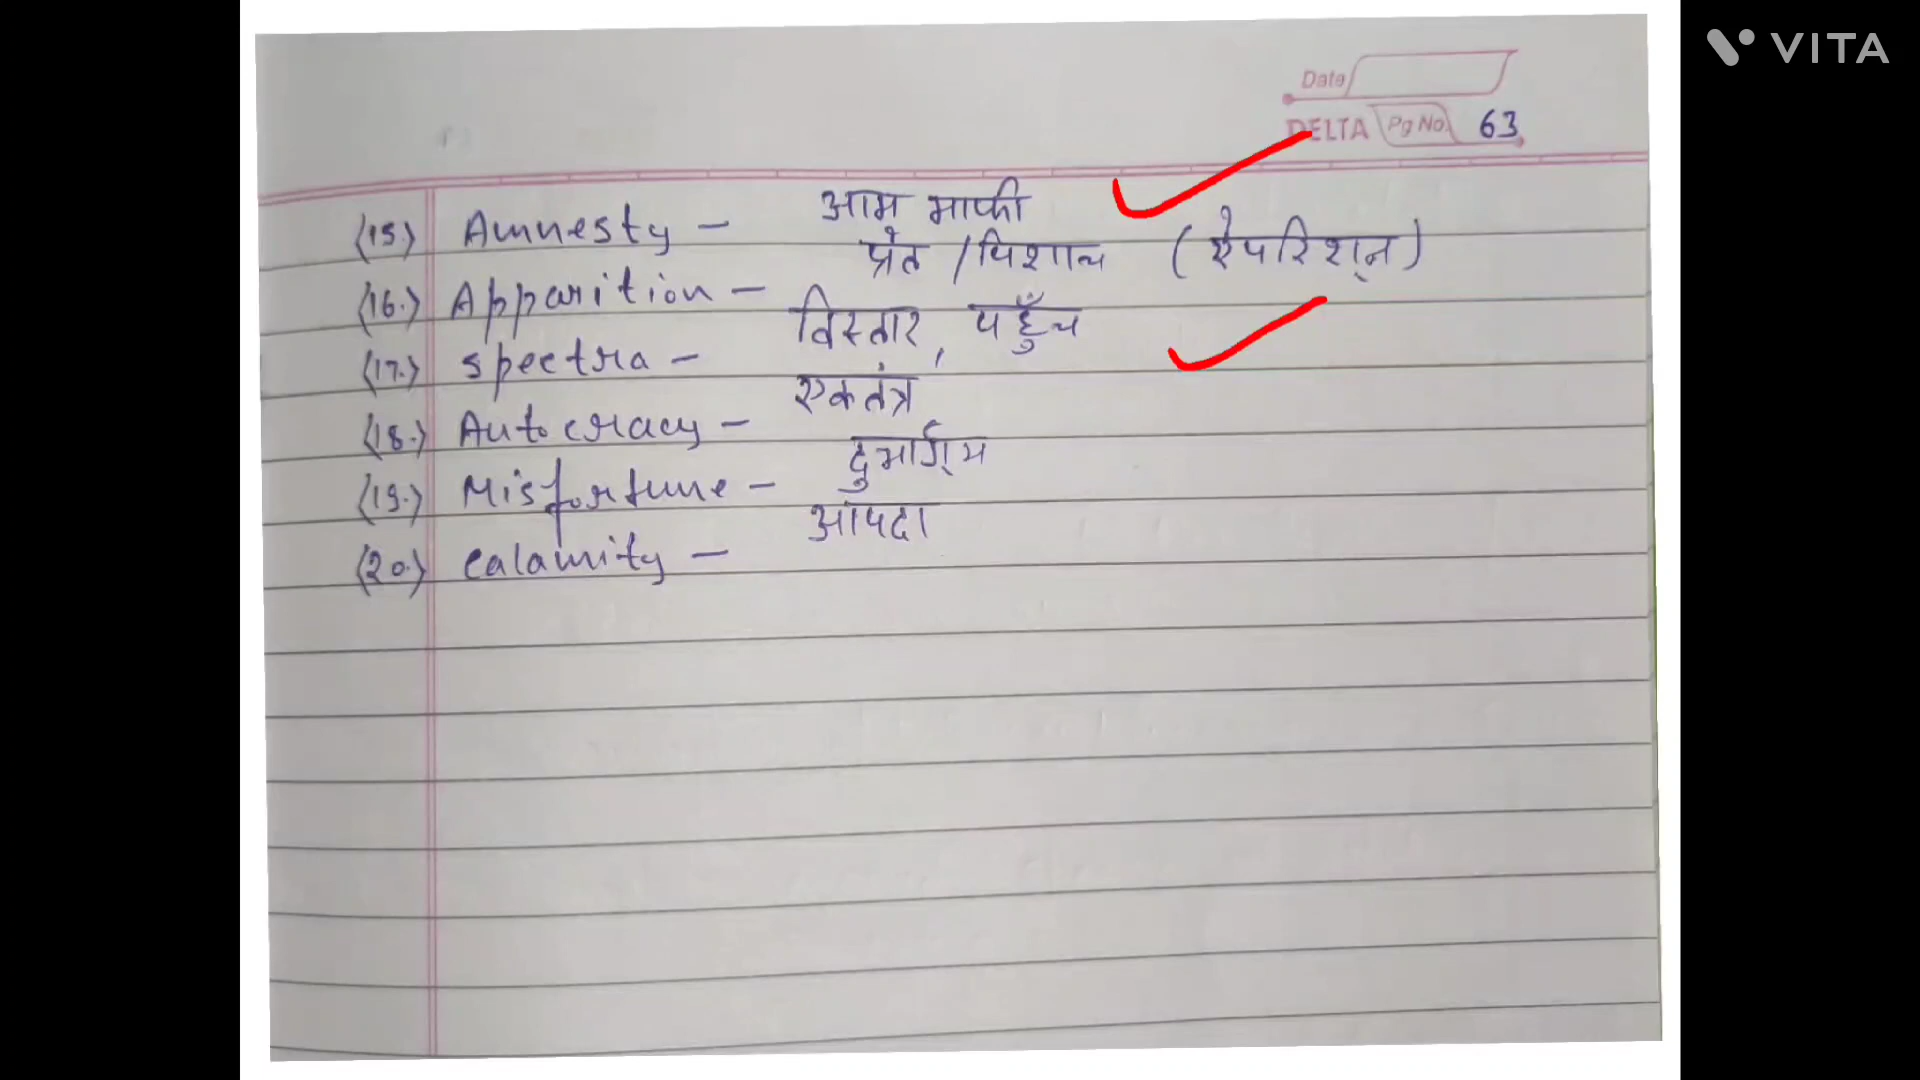 VITA
Date
DELTA Pg No. 63
(15.) Amnesty - आम माफी
(16.) Apparition - प्रेत / पिशाच (ऐपरिश्न)
(17.) Spectra - विस्तार, पहुँच
(18.) Autocracy - एकतंत्र
(19.) Misfortune - दुर्भाग्य
(20.) Calamity - आपदा